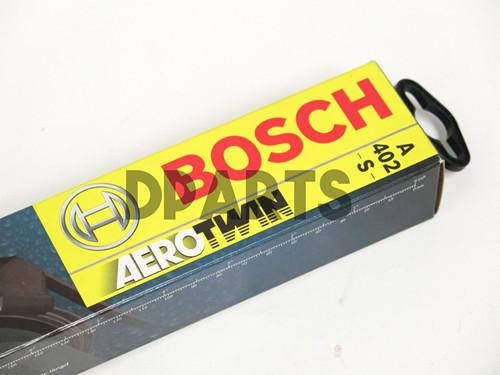 BOSCH
AEROTWIN
A
402
-S-
DPARTS